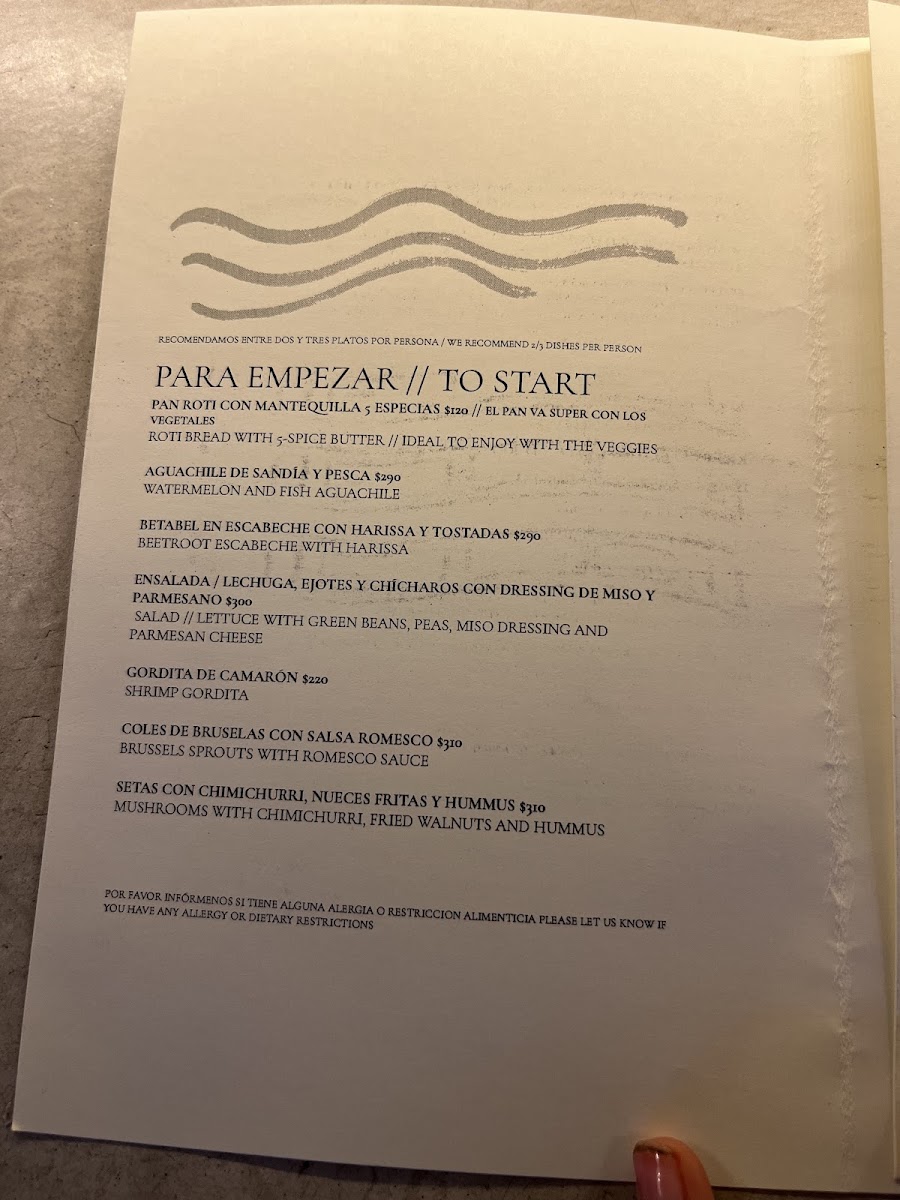 RECOMENDAMOS ENTRE DOS Y TRES PLATOS POR PERSONA / WE RECOMMEND 2/3 DISHES PER PERSON
PARA EMPEZAR // TO START
PAN ROTI CON MANTEQUILLA 5 ESPECIAS $120 // EL PAN VA SUPER CON LOS
VEGETALES
ROTI BREAD WITH 5-SPICE BUTTER // IDEAL TO ENJOY WITH THE VEGGIES
AGUACHILE DE SANDÍA Y PESCA $290
WATERMELON AND FISH AGUACHILE
BETABEL EN ESCABECHE CON HARISSA Y TOSTADAS $290
BEETROOT ESCABECHE WITH HARISSA
ENSALADA / LECHUGA, EJOTES Y CHÍCHAROS CON DRESSING DE MISO Y
PARMESANO $300
SALAD // LETTUCE WITH GREEN BEANS, PEAS, MISO DRESSING AND
PARMESAN CHEESE
GORDITA DE CAMARÓN $220
SHRIMP GORDITA
COLES DE BRUSELAS CON SALSA ROMESCO $310
BRUSSELS SPROUTS WITH ROMESCO SAUCE
SETAS CON CHIMICHURRI, NUECES FRITAS Y HUMMUS $310
MUSHROOMS WITH CHIMICHURRI, FRIED WALNUTS AND HUMMUS
POR FAVOR INFÓRMENOS SI TIENE ALGUNA ALERGIA O RESTRICCION ALIMENTICIA PLEASE LET US KNOW IF
YOU HAVE ANY ALLERGY OR DIETARY RESTRICTIONS